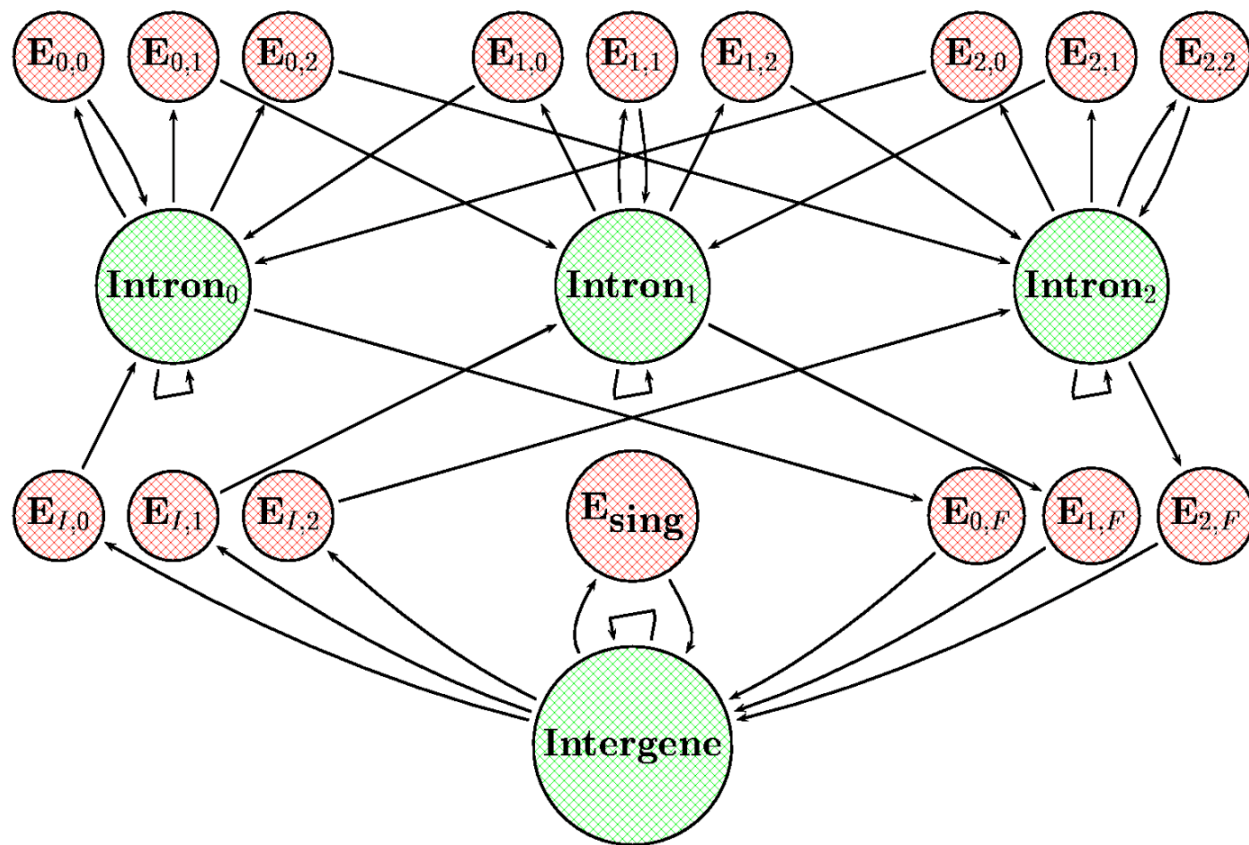 E0,0 E0,1 E0,2 E1,0 E1,1 E1,2 E2,0 E2,1 E2,2
Intron0 Intron1 Intron2
EI,0 EI,1 EI,2 Esing E0,F E1,F E2,F
Intergene